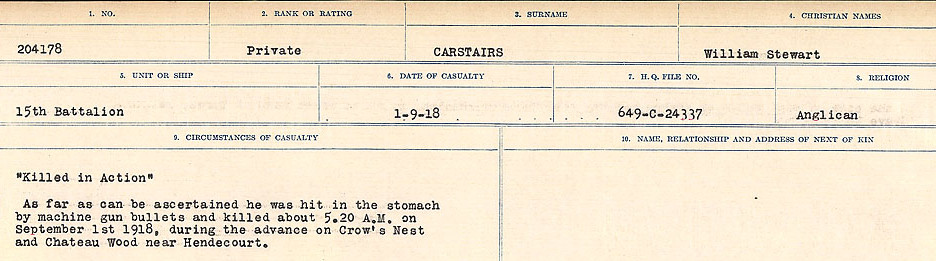 1. NO. 2. RANK OR RATING 3. SURNAME 4. CHRISTIAN NAMES
204178 Private CARSTAIRS William Stewart
5. UNIT OR SHIP 6. DATE OF CASUALTY 7. H. Q. FILE NO. 8. RELIGION
15th Battalion 1-9-18 649-C-24337 Anglican
9. CIRCUMSTANCES OF CASUALTY 10. NAME, RELATIONSHIP AND ADDRESS OF NEXT OF KIN
"Killed in Action"
As far as can be ascertained he was hit in the stomach
by machine gun bullets and killed about 5.20 A.M. on
September 1st 1918, during the advance on Crow's Nest
and Chateau Wood near Hendecourt.